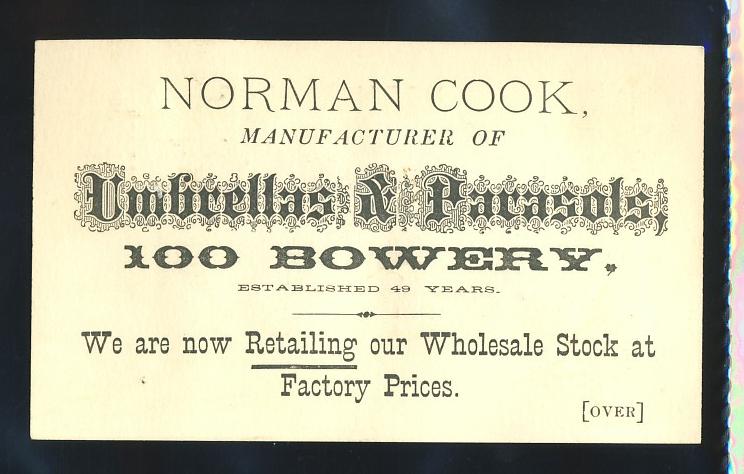 NORMAN COOK,
MANUFACTURER OF
Umbrellas & Parasols,
100 BOWERY.
ESTABLISHED 49 YEARS.
We are now Retailing our Wholesale Stock at
Factory Prices.
[OVER]